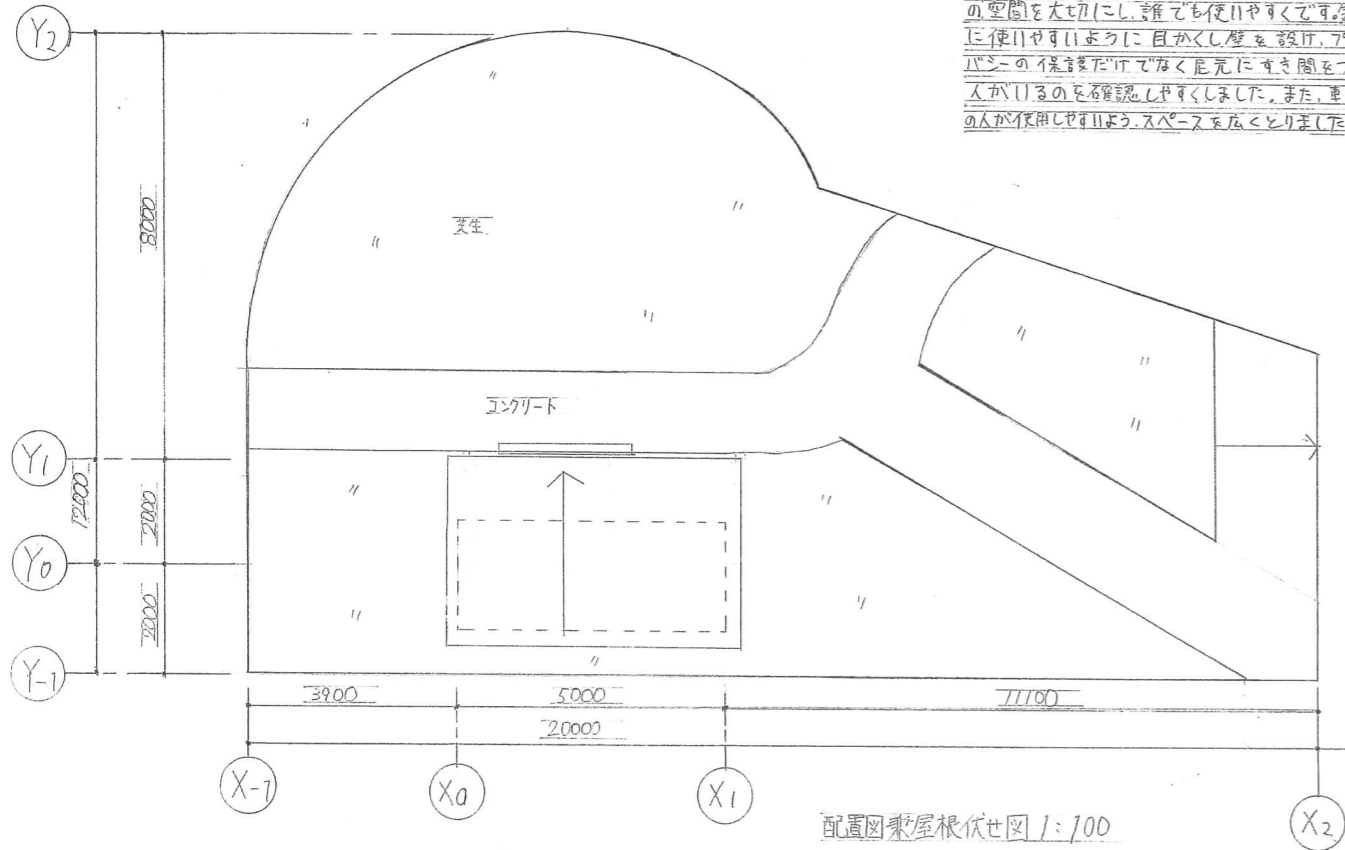 の空間を大切にし、誰でも使いやすくです。
に使いやすいように目かくし壁を設け、プ
バシーの保護だけでなく足元にすき間を
人がいるのを確認しやすくしました。また、車
の人が使用しやすいよう、スペースを広くとりました
Y2
8000
芝生
〃
〃
〃
〃
〃
〃
〃
〃
コンクリート
Y1
12000
2000
〃
〃
Y0
2000
〃
〃
〃
Y-1
3900
5000
11100
20000
X-1
X0
X1
X2
配置図兼屋根伏せ図 1:100